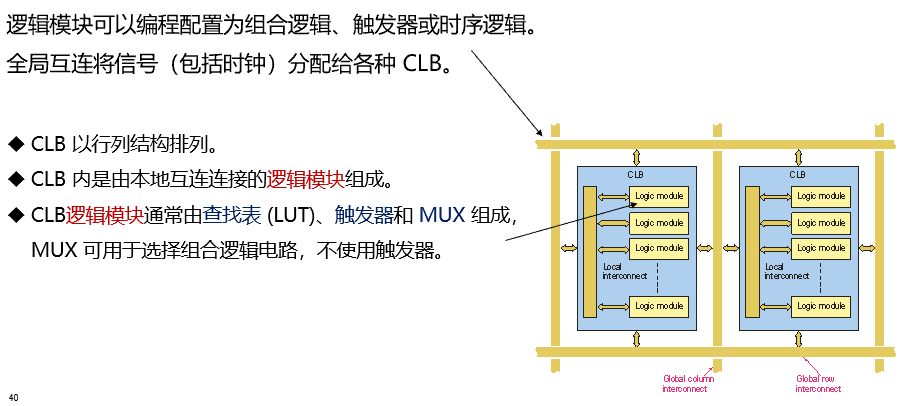 逻辑模块可以编程配置为组合逻辑、触发器或时序逻辑。
全局互连将信号（包括时钟）分配给各种 CLB。
◆ CLB 以行列结构排列。
◆ CLB 内是由本地互连连接的逻辑模块组成。
◆ CLB逻辑模块通常由查找表 (LUT)、触发器和 MUX 组成，
MUX 可用于选择组合逻辑电路，不使用触发器。
CLB
Logic module
Logic module
Logic module
Local
interconnect
Logic module
CLB
Logic module
Logic module
Logic module
Local
interconnect
Logic module
Global column
interconnect
Global row
interconnect
40